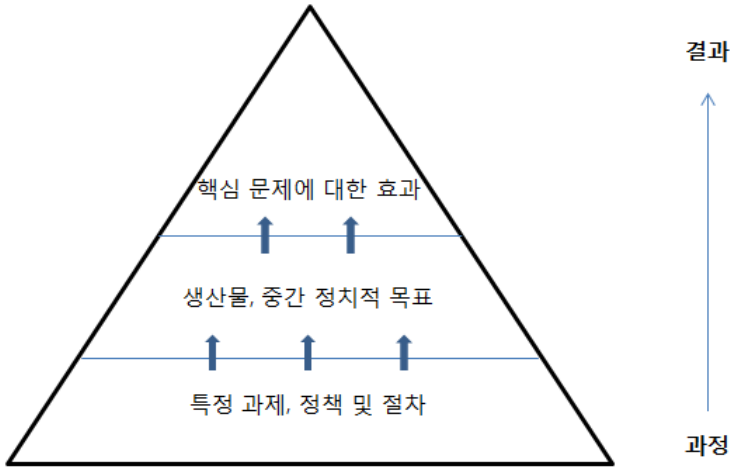 결과
핵심 문제에 대한 효과
생산물, 중간 정치적 목표
특정 과제, 정책 및 절차
과정